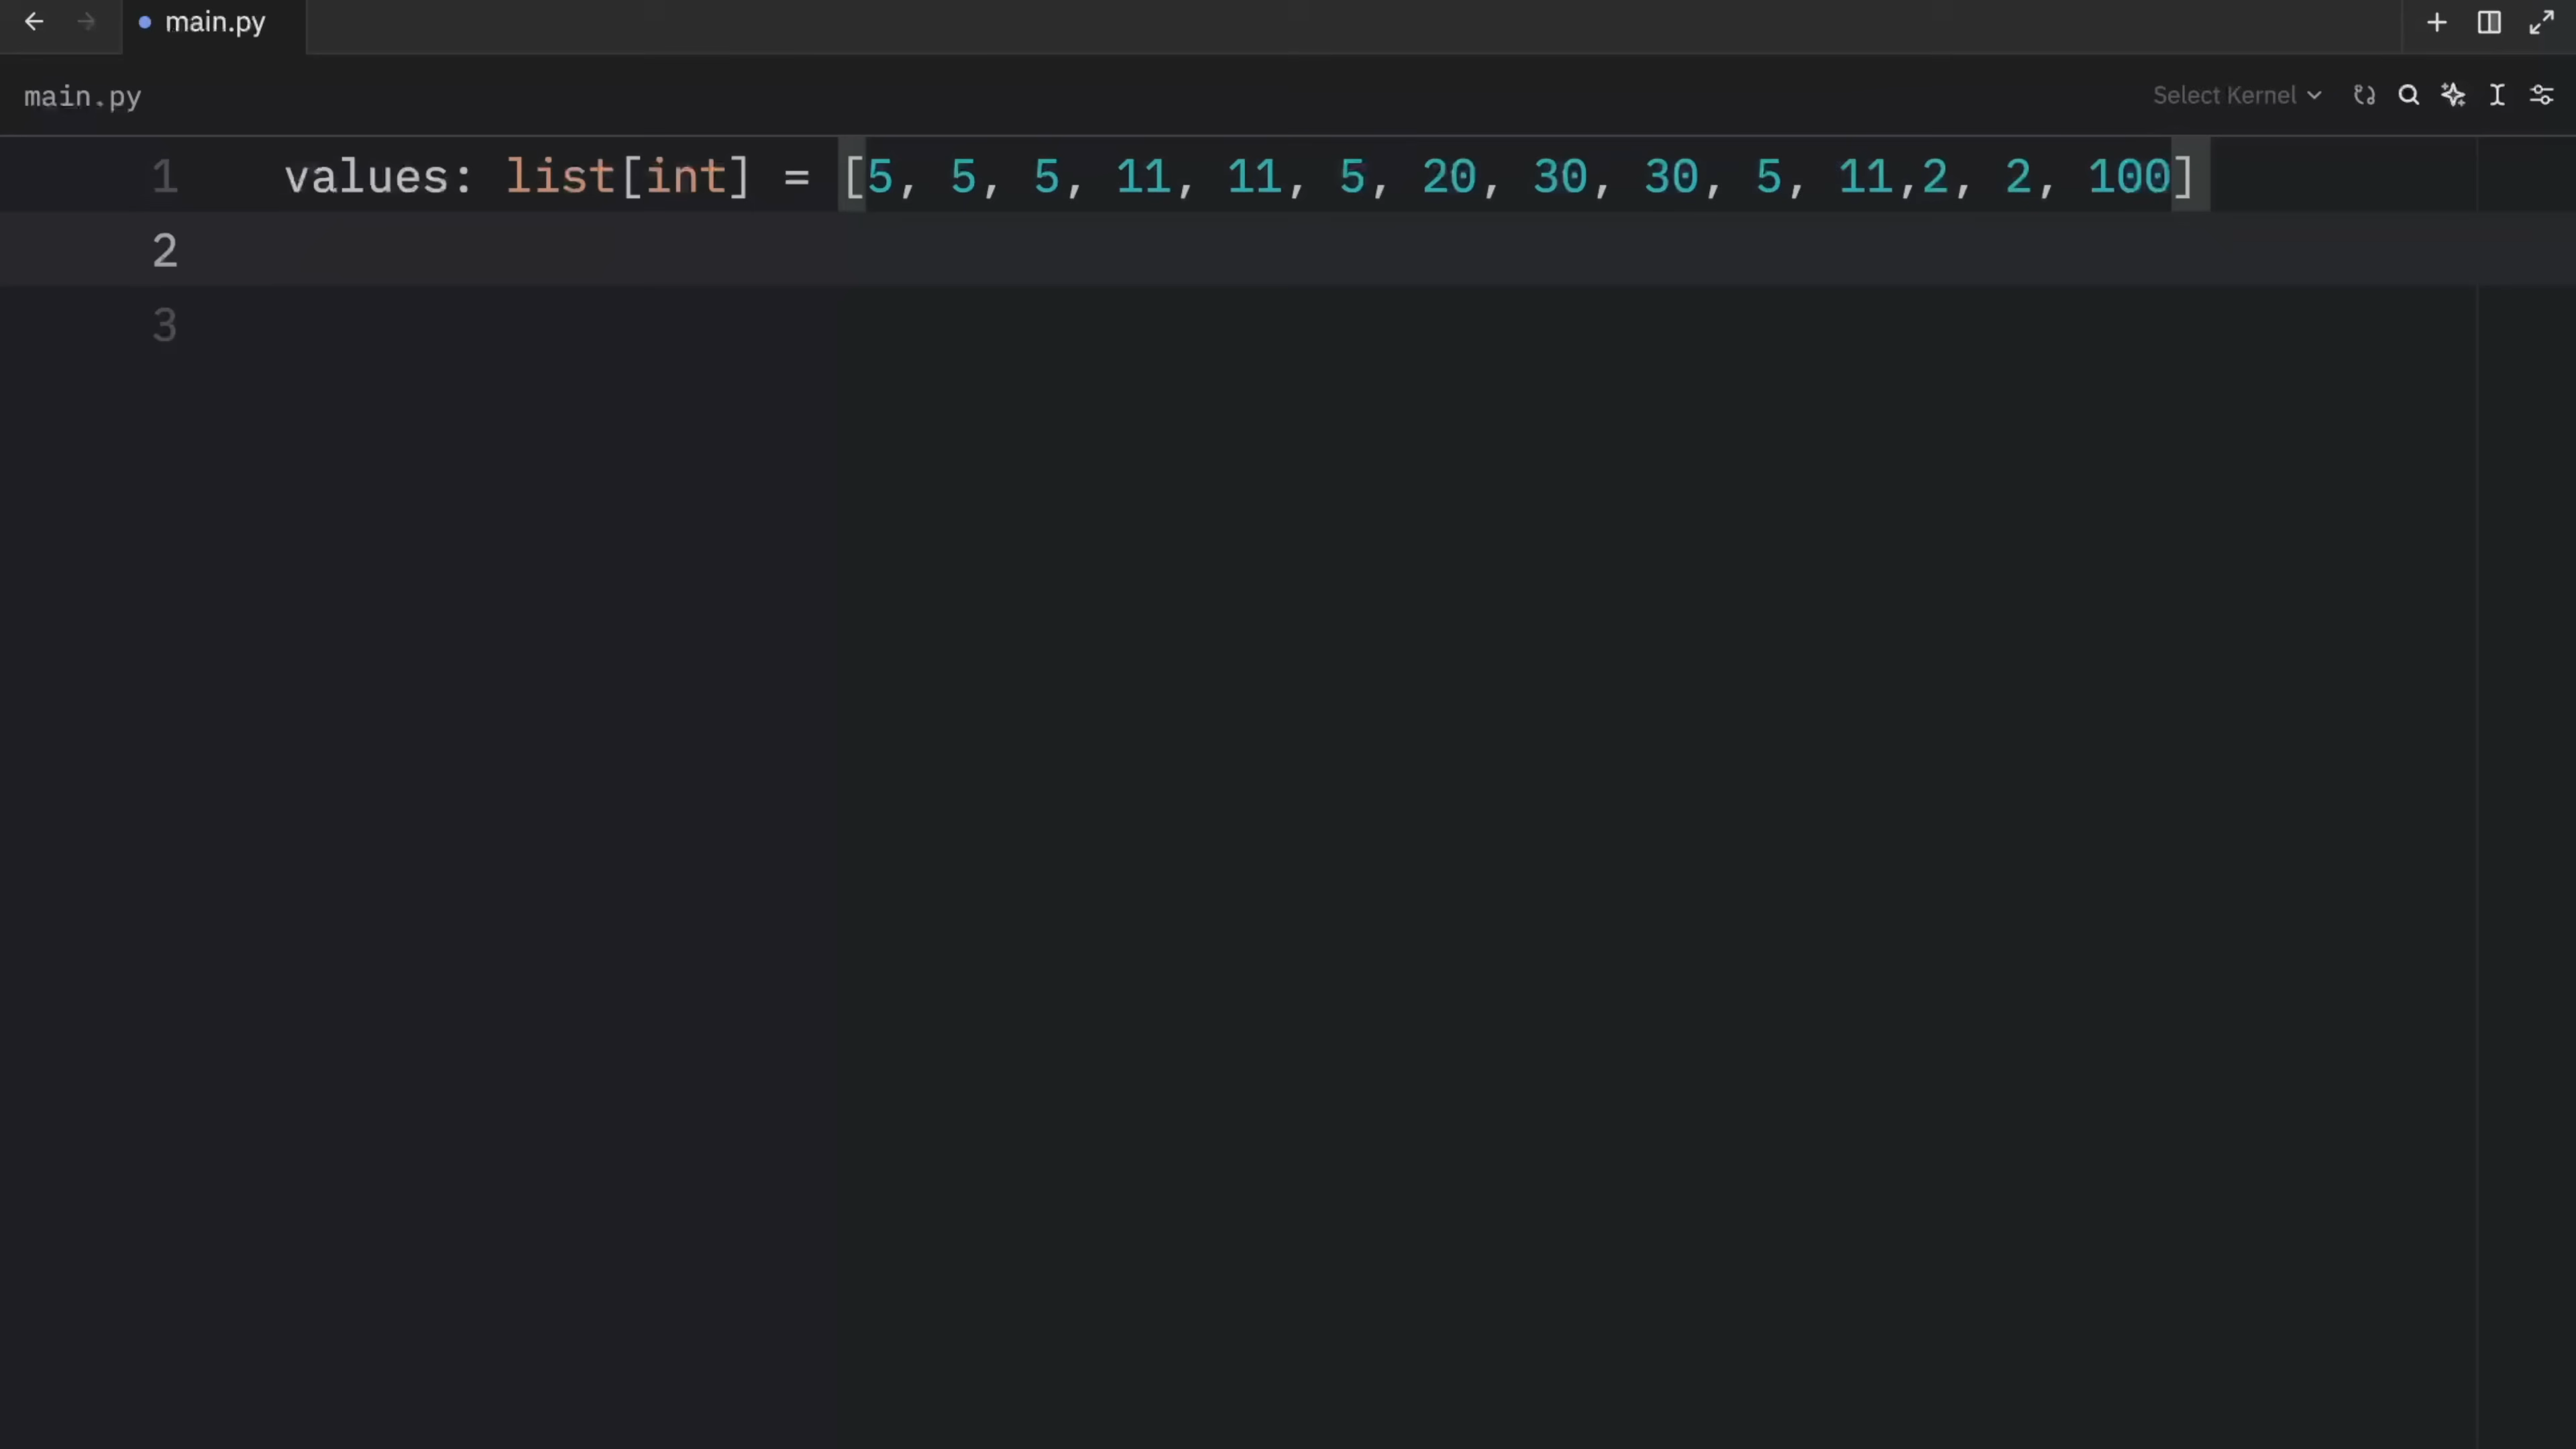 main.py
main.py
Select Kernel
1 values: list[int] = [5, 5, 5, 11, 11, 5, 20, 30, 30, 5, 11,2, 2, 100]
2
3